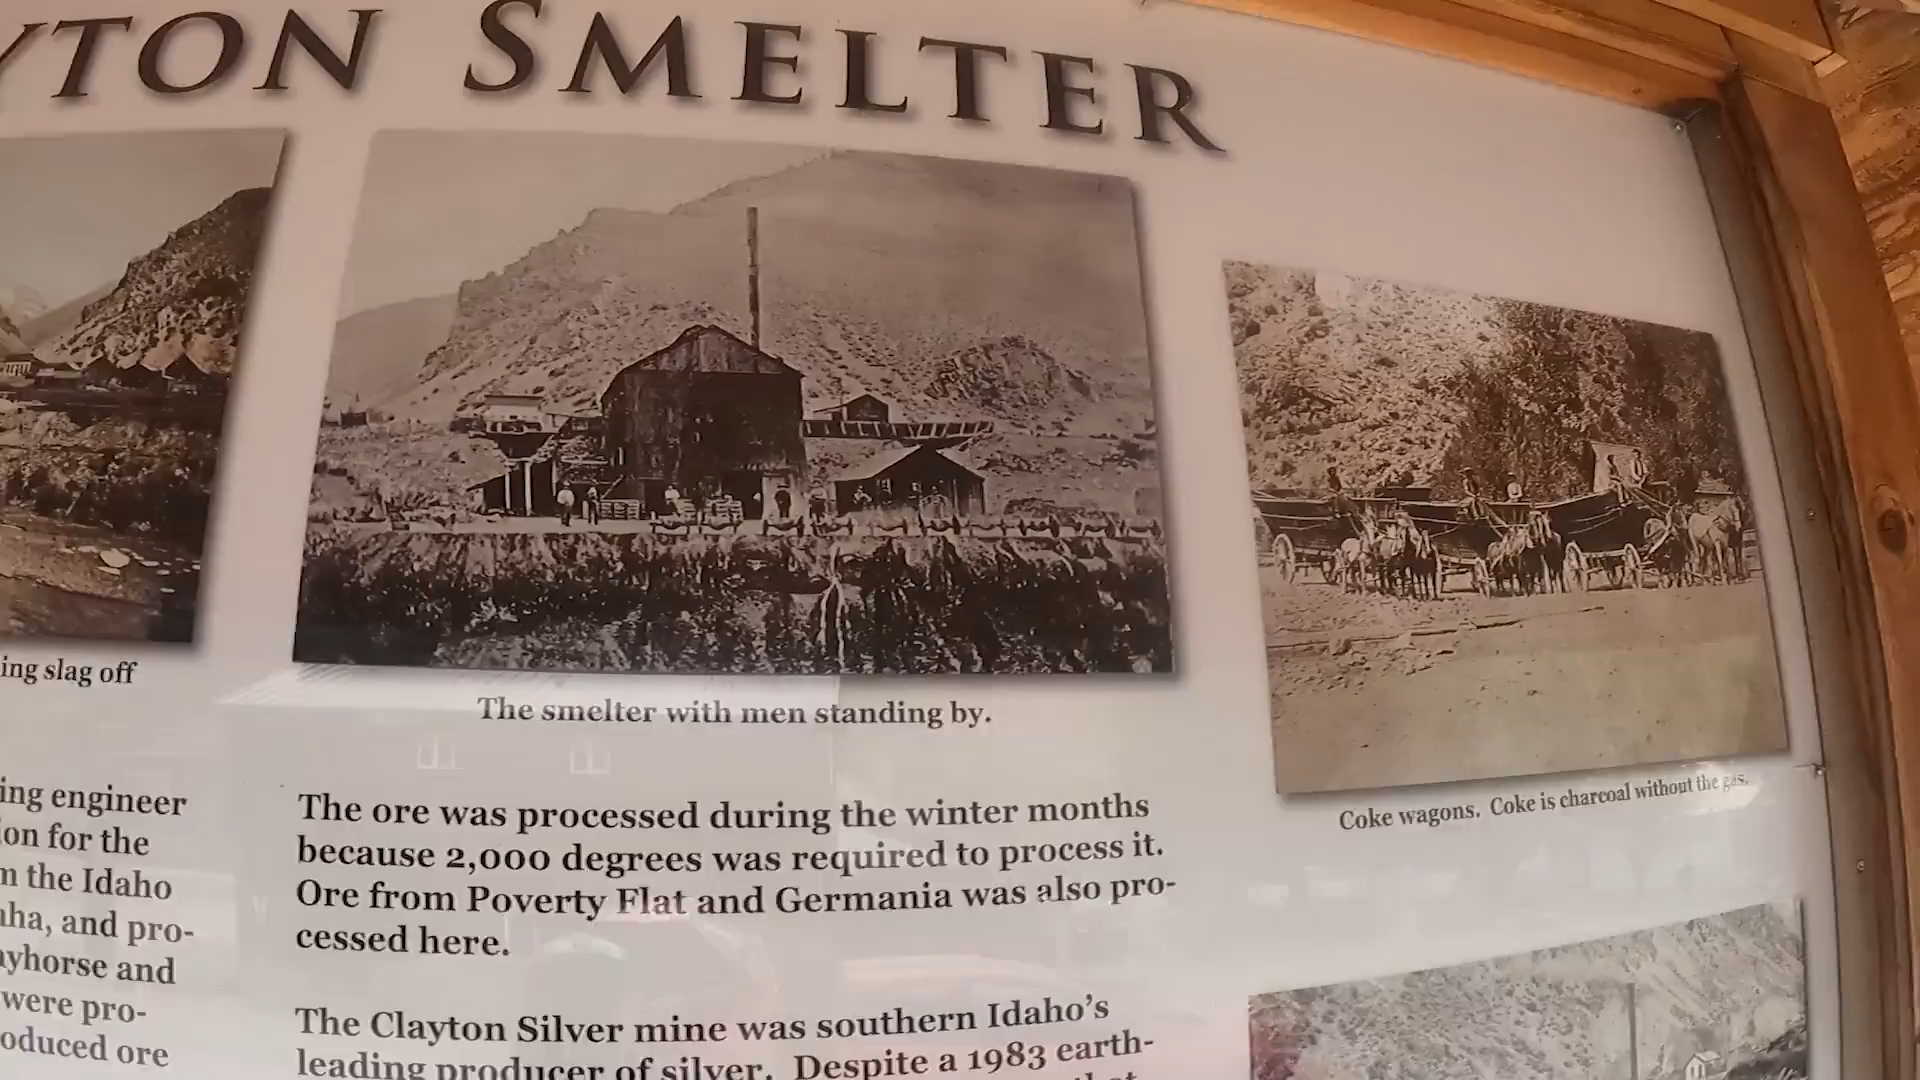 YTON SMELTER
ing slag off
The smelter with men standing by.
Coke wagons. Coke is charcoal without the gas.
ing engineer
ion for the
m the Idaho
aha, and pro-
ayhorse and
were pro-
oduced ore
The ore was processed during the winter months
because 2,000 degrees was required to process it.
Ore from Poverty Flat and Germania was also pro-
cessed here.
The Clayton Silver mine was southern Idaho's
leading producer of silver. Despite a 1983 earth-